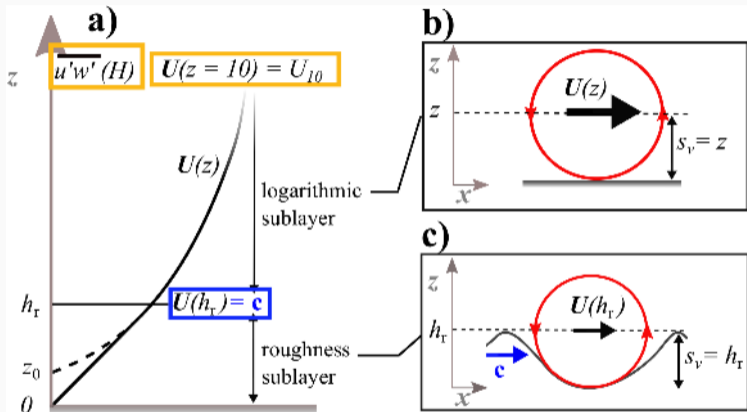 a)
z
u'w' (H)
U(z = 10) = U10
U(z)
logarithmic
sublayer
hr
U(hr) = c
z0
roughness
sublayer
0
b)
z
U(z)
z
sv = z
x
c)
z
U(hr)
hr
c
sv = hr
x